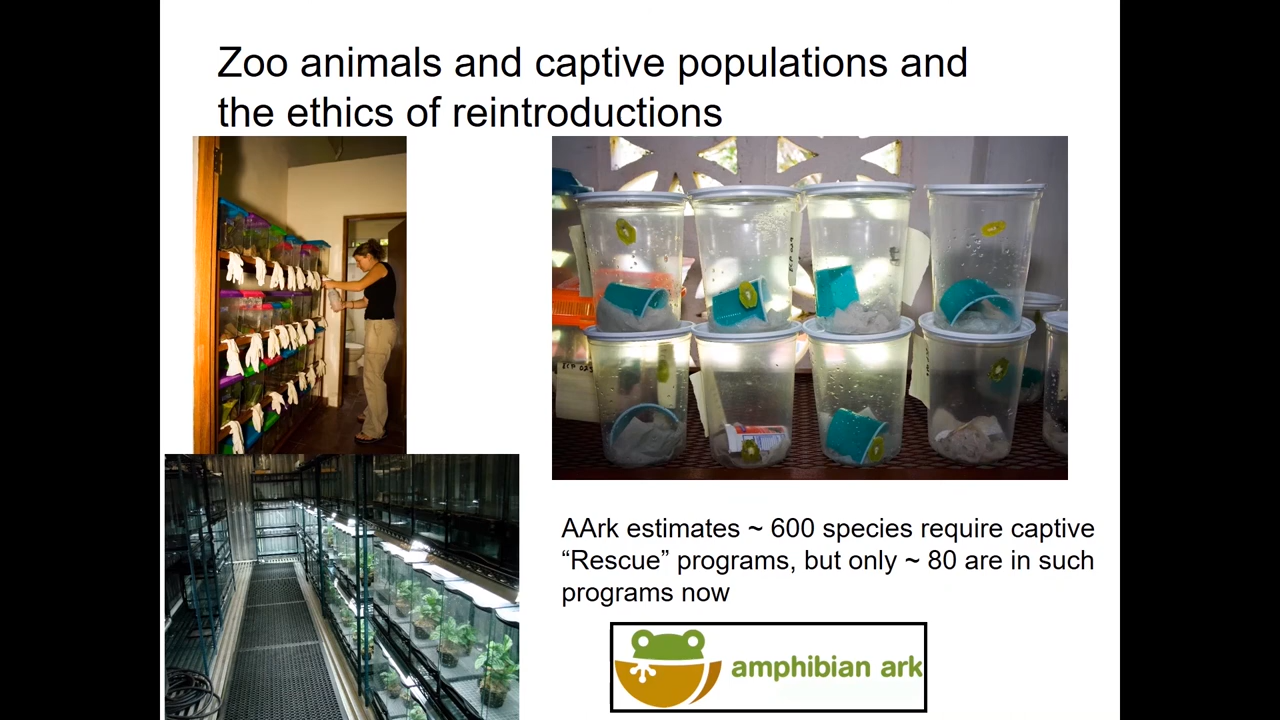 Zoo animals and captive populations and
the ethics of reintroductions
AArk estimates ~ 600 species require captive
“Rescue” programs, but only ~ 80 are in such
programs now
amphibian ark